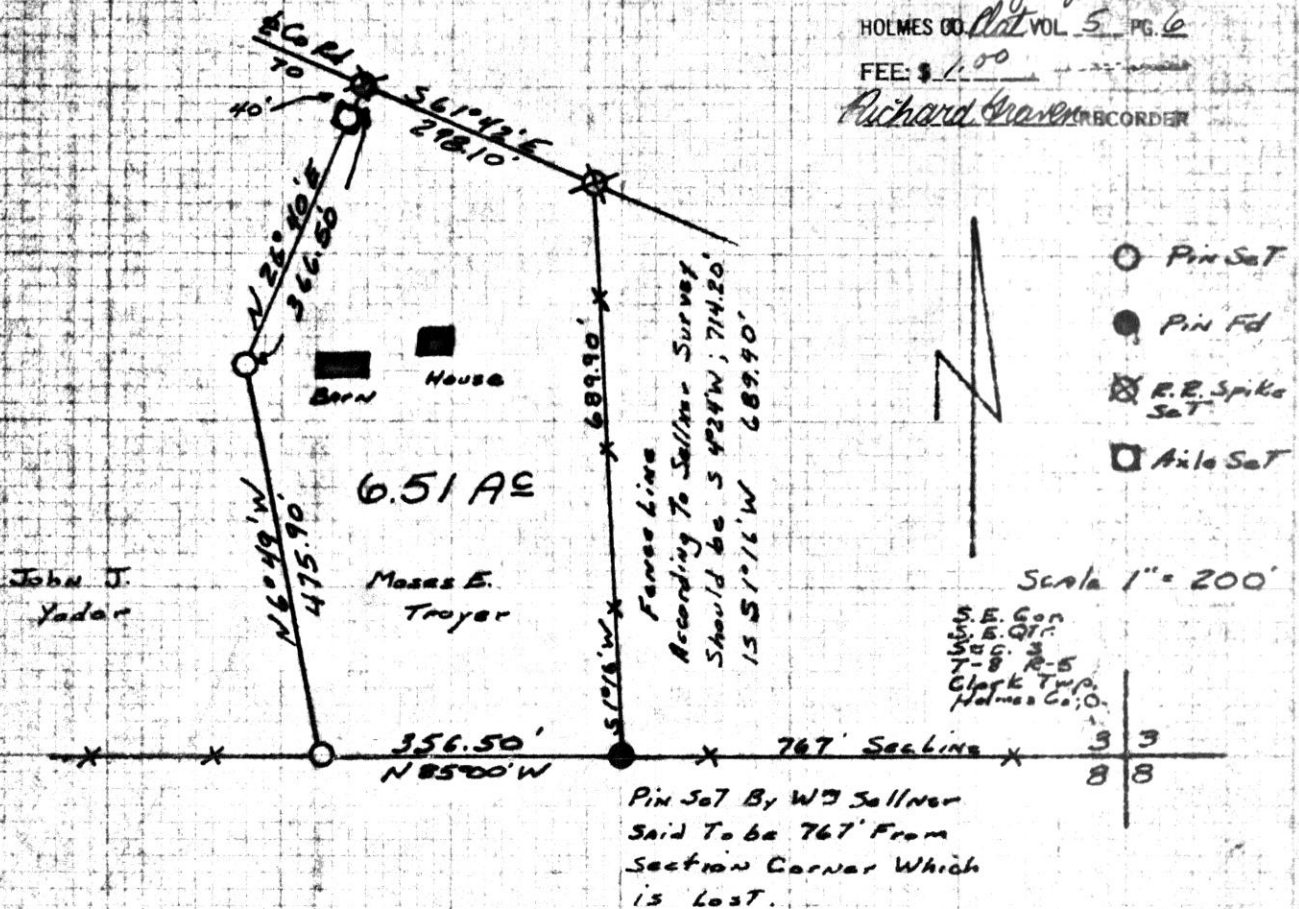 HOLMES CO. Plat VOL 5 PG. 6
FEE: $ 1.00
Richard Graven RECORDER
Co Rd
70
40'
S 61°42' E
298.10'
N 26°40' E
366.50
Barn
House
689.90'
Fence Line
According To Sellner Survey
Should be S 4°24' W; 714.20'
is S 1°16' W 689.90'
Pin Set
Pin Fd
R.R. Spike
Set
Axle Set
6.51 Ac
N 6°49' W
475.90'
John J.
Yoder
Moses E.
Troyer
S 1°16' W
Scale 1" = 200'
S.E. Cor
S.E. QTr.
Sec. 3
T-8 R-5
Clark Twp.
Holmes Co; O.
356.50'
N 85°00' W
767' Sec Line
3 3
8 8
Pin Set By Wm Sellner
Said To be 767' From
Section Corner Which
is Lost.